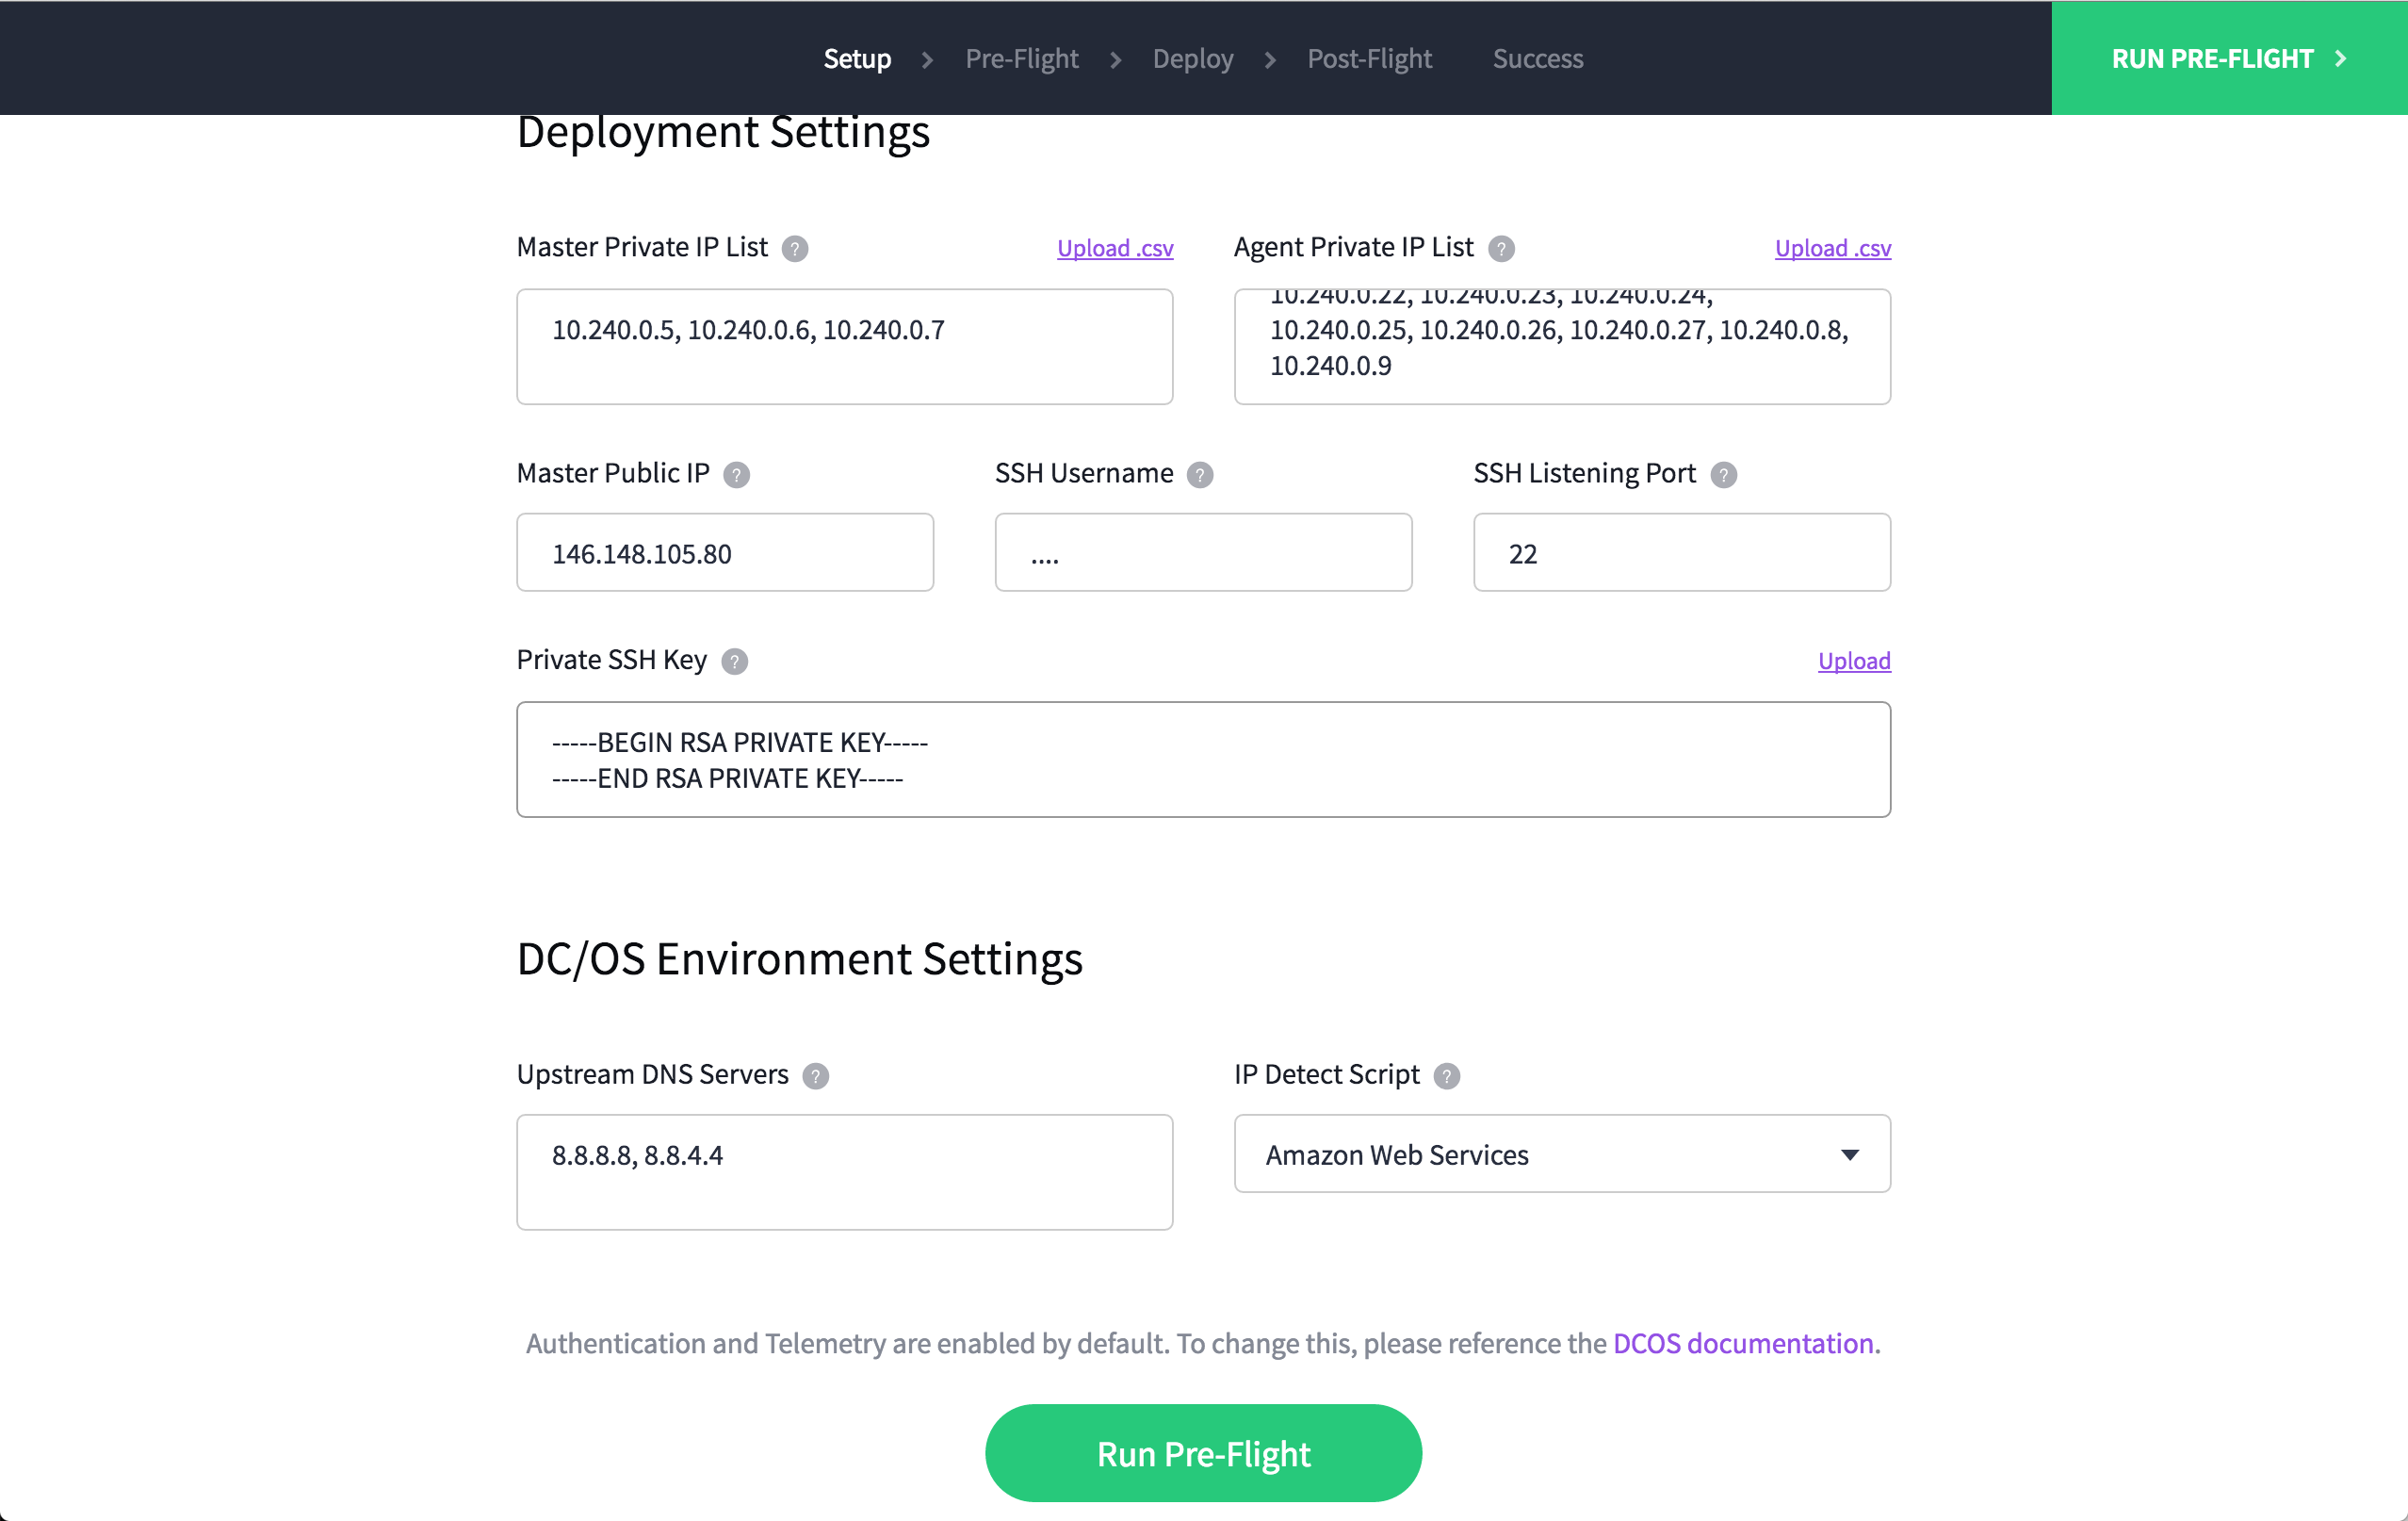 Setup > Pre-Flight > Deploy > Post-Flight Success
RUN PRE-FLIGHT >
Deployment Settings
Master Private IP List ?
Upload .csv
10.240.0.5, 10.240.0.6, 10.240.0.7
Agent Private IP List ?
Upload .csv
10.240.0.22, 10.240.0.23, 10.240.0.24,
10.240.0.25, 10.240.0.26, 10.240.0.27, 10.240.0.8,
10.240.0.9
Master Public IP ?
146.148.105.80
SSH Username ?
....
SSH Listening Port ?
22
Private SSH Key ?
Upload
-----BEGIN RSA PRIVATE KEY-----
-----END RSA PRIVATE KEY-----
DC/OS Environment Settings
Upstream DNS Servers ?
8.8.8.8, 8.8.4.4
IP Detect Script ?
Amazon Web Services
Authentication and Telemetry are enabled by default. To change this, please reference the DCOS documentation.
Run Pre-Flight